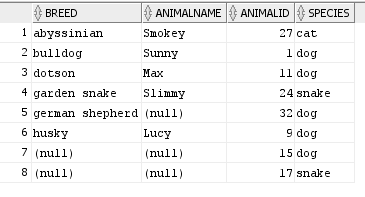 BREED ANIMALNAME ANIMALID SPECIES
1 abyssinian Smokey 27 cat
2 bulldog Sunny 1 dog
3 dotson Max 11 dog
4 garden snake Slimmy 24 snake
5 german shepherd (null) 32 dog
6 husky Lucy 9 dog
7 (null) (null) 15 dog
8 (null) (null) 17 snake